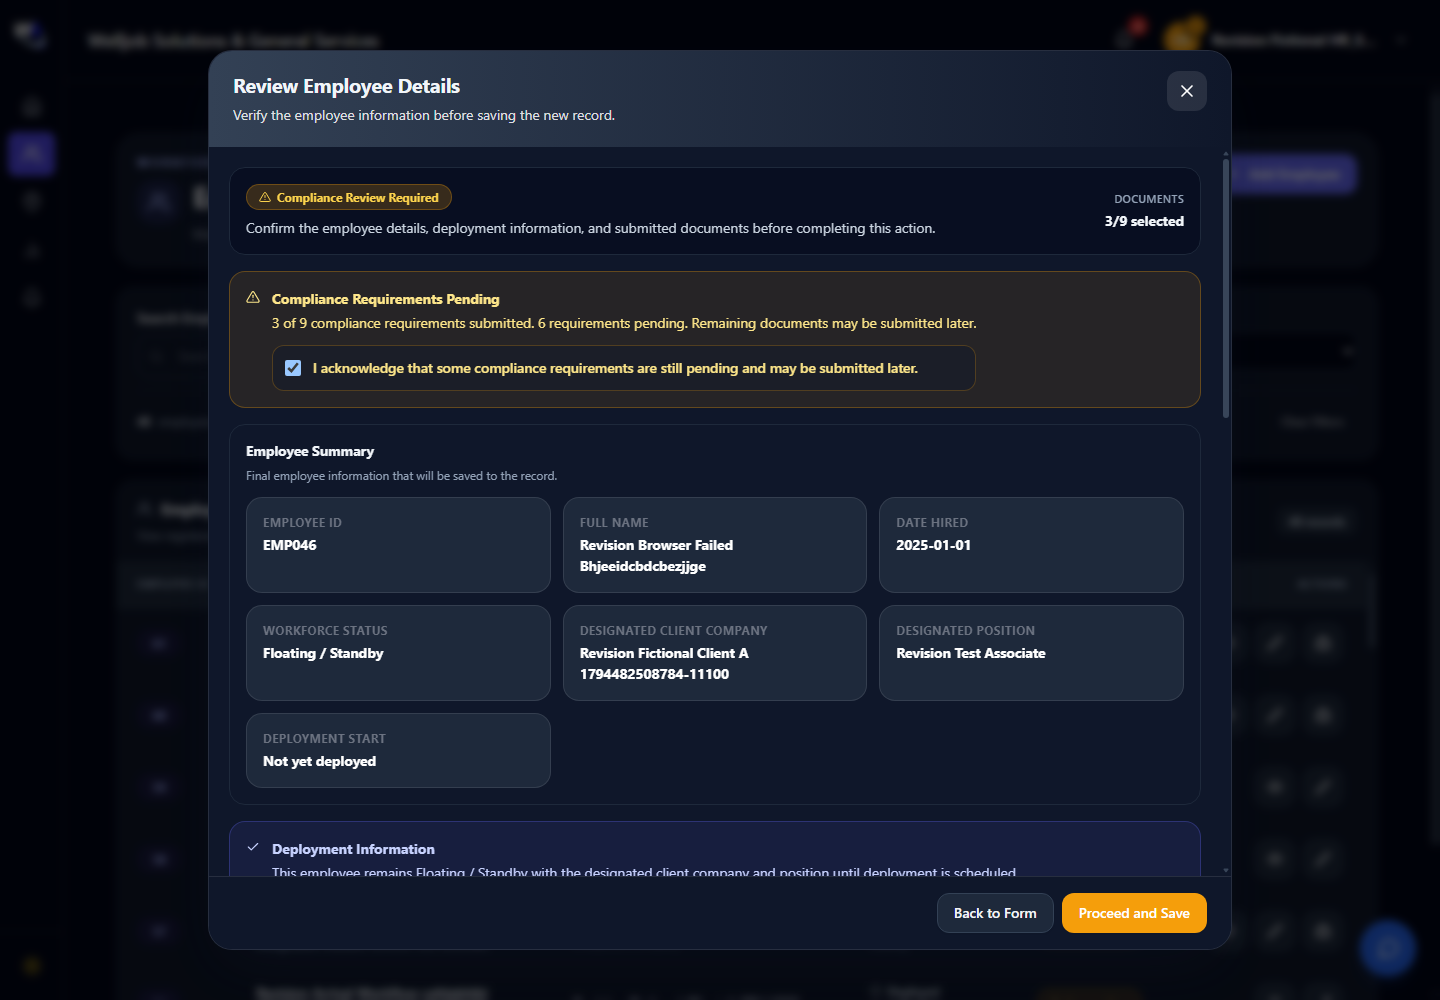 Review Employee Details
Verify the employee information before saving the new record.
Compliance Review Required
Confirm the employee details, deployment information, and submitted documents before completing this action.
DOCUMENTS
3/9 selected
Compliance Requirements Pending
3 of 9 compliance requirements submitted. 6 requirements pending. Remaining documents may be submitted later.
I acknowledge that some compliance requirements are still pending and may be submitted later.
Employee Summary
Final employee information that will be saved to the record.
EMPLOYEE ID
EMP046
FULL NAME
Revision Browser Failed
Bhjeeidcbdcbezjjge
DATE HIRED
2025-01-01
WORKFORCE STATUS
Floating / Standby
DESIGNATED CLIENT COMPANY
Revision Fictional Client A
1794482508784-11100
DESIGNATED POSITION
Revision Test Associate
DEPLOYMENT START
Not yet deployed
Deployment Information
This employee remains Floating / Standby with the designated client company and position until deployment is scheduled.
Back to Form
Proceed and Save